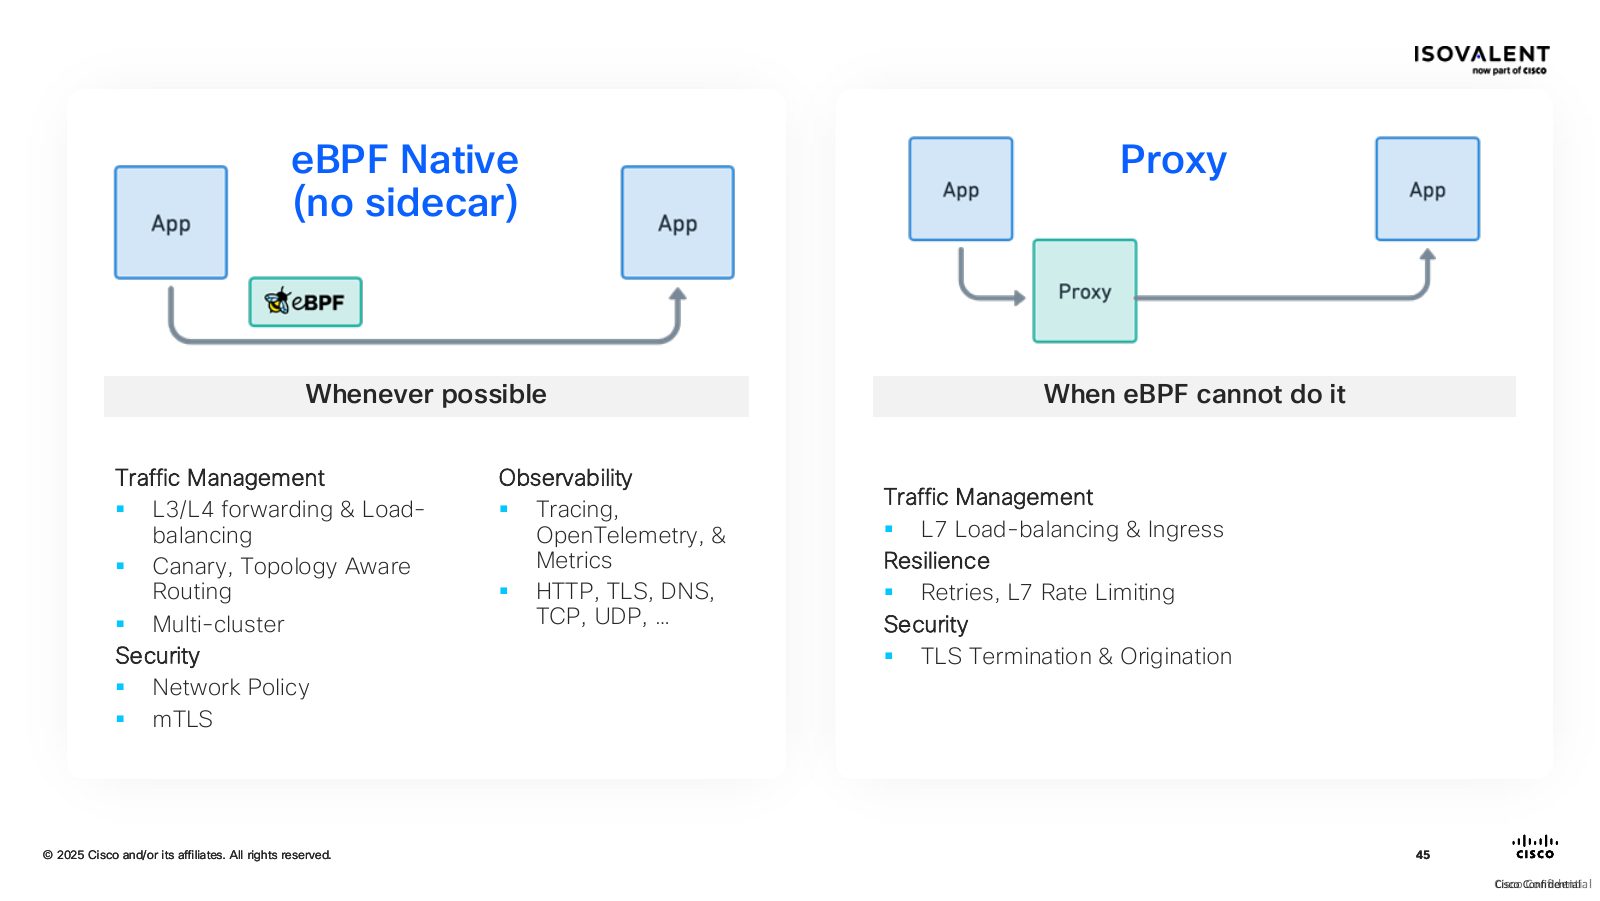 ISOVALENT
now part of CISCO
eBPF Native
(no sidecar)
App
App
eBPF
Whenever possible
Traffic Management
L3/L4 forwarding & Load-
balancing
Canary, Topology Aware
Routing
Multi-cluster
Security
Network Policy
mTLS
Observability
Tracing,
OpenTelemetry, &
Metrics
HTTP, TLS, DNS,
TCP, UDP, ...
Proxy
App
App
Proxy
When eBPF cannot do it
Traffic Management
L7 Load-balancing & Ingress
Resilience
Retries, L7 Rate Limiting
Security
TLS Termination & Origination
© 2025 Cisco and/or its affiliates. All rights reserved.
45
CISCO
Cisco Confidential